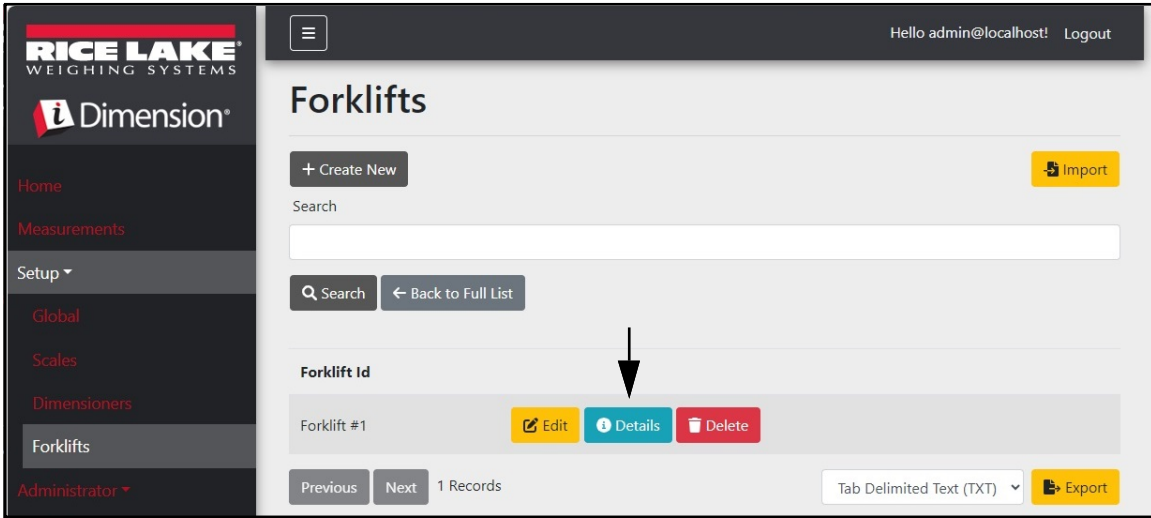 RICE LAKE®
WEIGHING SYSTEMS
i Dimension®
Home
Measurements
Setup
Global
Scales
Dimensioners
Forklifts
Administrator
Hello admin@localhost! Logout
Forklifts
+ Create New
Import
Search
Search
Back to Full List
Forklift Id
Forklift #1 Edit Details Delete
Previous Next 1 Records Tab Delimited Text (TXT) Export